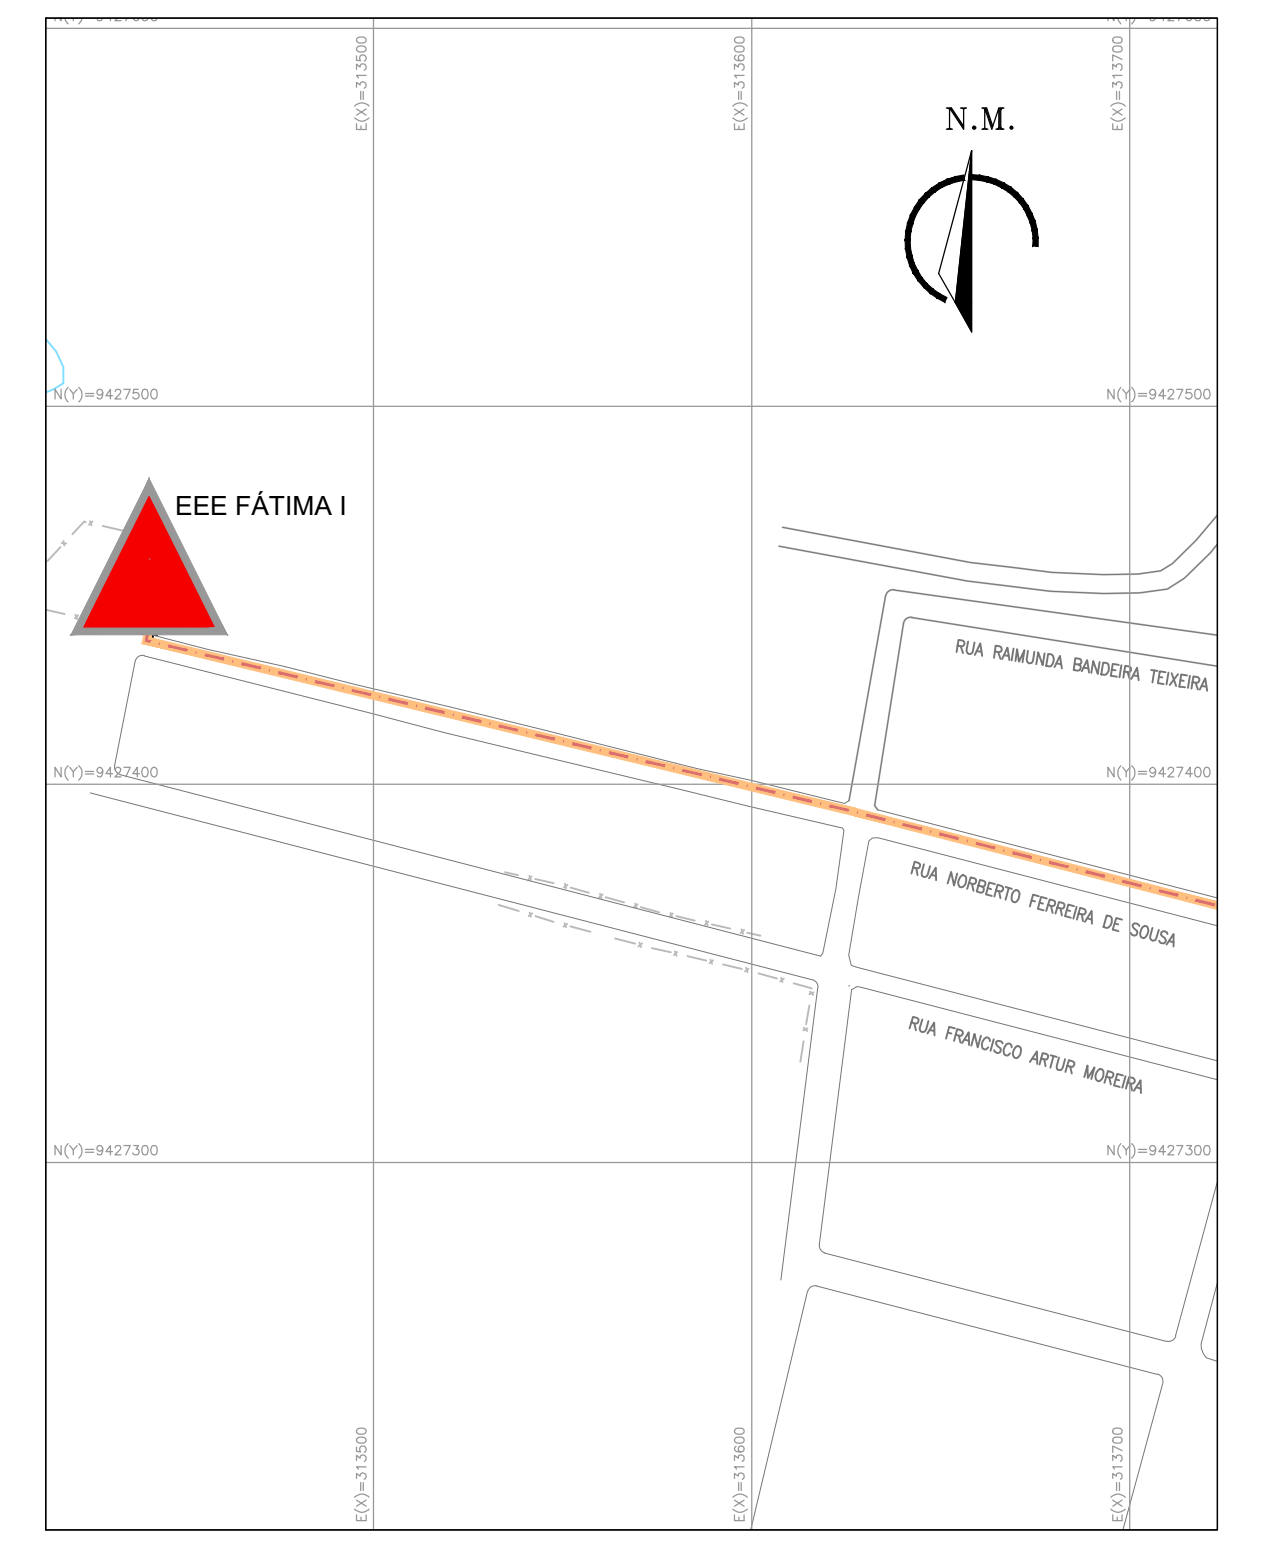 E(X)=313500
E(X)=313600
E(X)=313700
N.M.
N(Y)=9427500
N(Y)=9427500
EEE FÁTIMA I
RUA RAIMUNDA BANDEIRA TEIXEIRA
N(Y)=9427400
N(Y)=9427400
RUA NORBERTO FERREIRA DE SOUSA
RUA FRANCISCO ARTUR MOREIRA
N(Y)=9427300
N(Y)=9427300
E(X)=313500
E(X)=313600
E(X)=313700